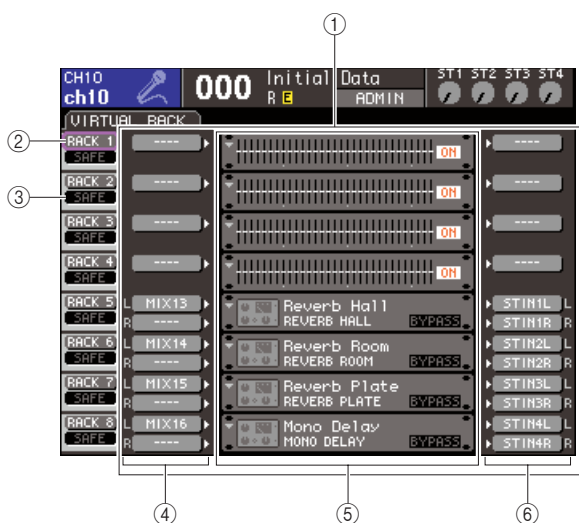 ①
CH10 ch10 000 Initial Data R E ADMIN ST1 ST2 ST3 ST4
VIRTUAL RACK
② RACK 1 ---- ON ----
SAFE
③ RACK 2 ---- ON ----
SAFE
RACK 3 ---- ON ----
SAFE
RACK 4 ---- ON ----
SAFE
RACK 5 L MIX13 Reverb Hall STIN1L L
SAFE R ---- REVERB HALL BYPASS STIN1R R
RACK 6 L MIX14 Reverb Room STIN2L L
SAFE R ---- REVERB ROOM BYPASS STIN2R R
RACK 7 L MIX15 Reverb Plate STIN3L L
SAFE R ---- REVERB PLATE BYPASS STIN3R R
RACK 8 L MIX16 Mono Delay STIN4L L
SAFE R ---- MONO DELAY BYPASS STIN4R R
④ ⑤ ⑥